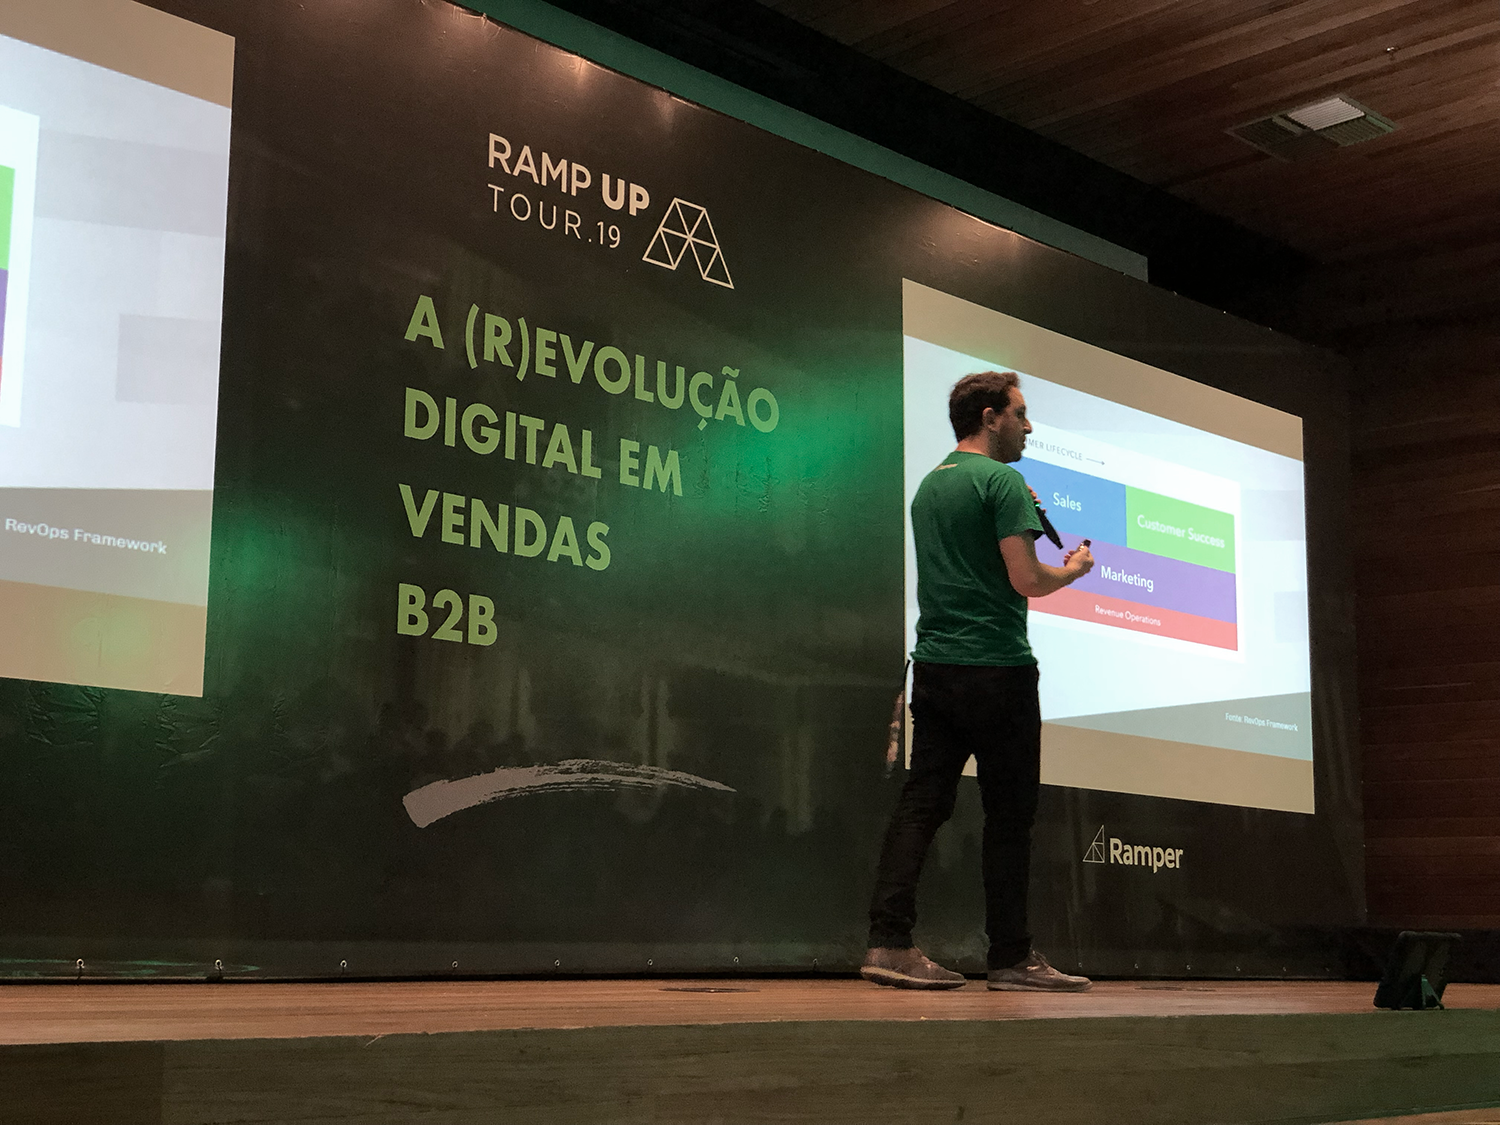 RAMP UP
TOUR.19
A (R)EVOLUÇÃO
DIGITAL EM
VENDAS
B2B
RevOps Framework
MER LIFECYCLE
Sales
Customer Success
Marketing
Revenue Operations
Fonte: RevOps Framework
Ramper